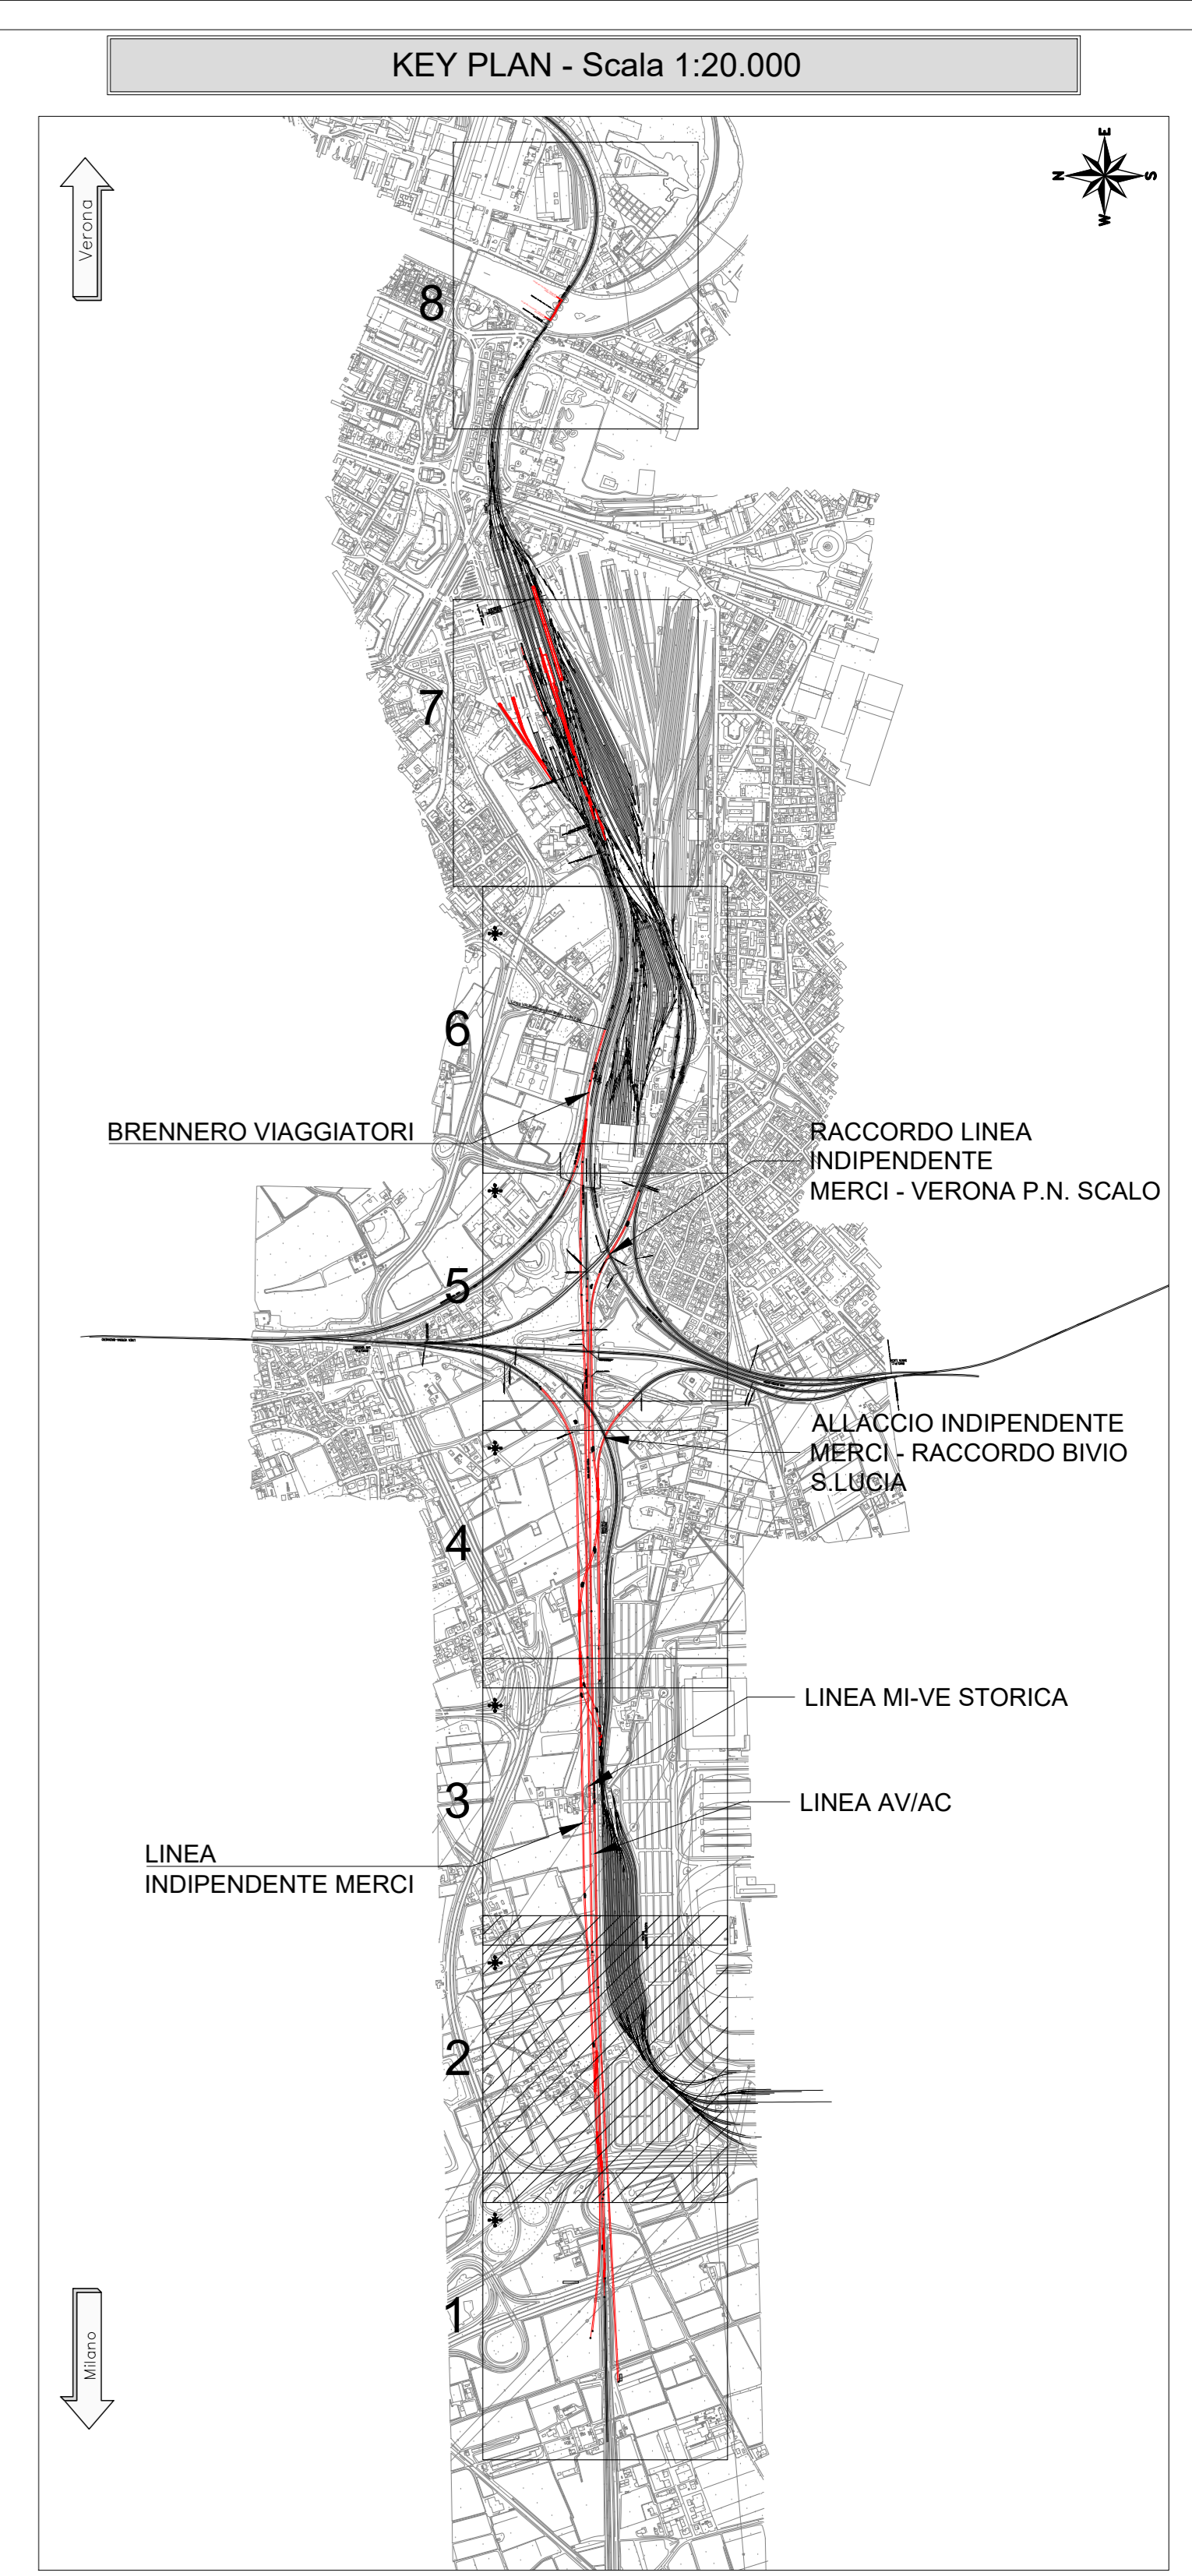 KEY PLAN - Scala 1:20.000
Verona
E
N
S
W
8
7
6
BRENNERO VIAGGIATORI
RACCORDO LINEA
INDIPENDENTE
MERCI - VERONA P.N. SCALO
5
ALLACCIO INDIPENDENTE
MERCI - RACCORDO BIVIO
S.LUCIA
4
LINEA MI-VE STORICA
3
LINEA AV/AC
LINEA
INDIPENDENTE MERCI
2
1
Milano